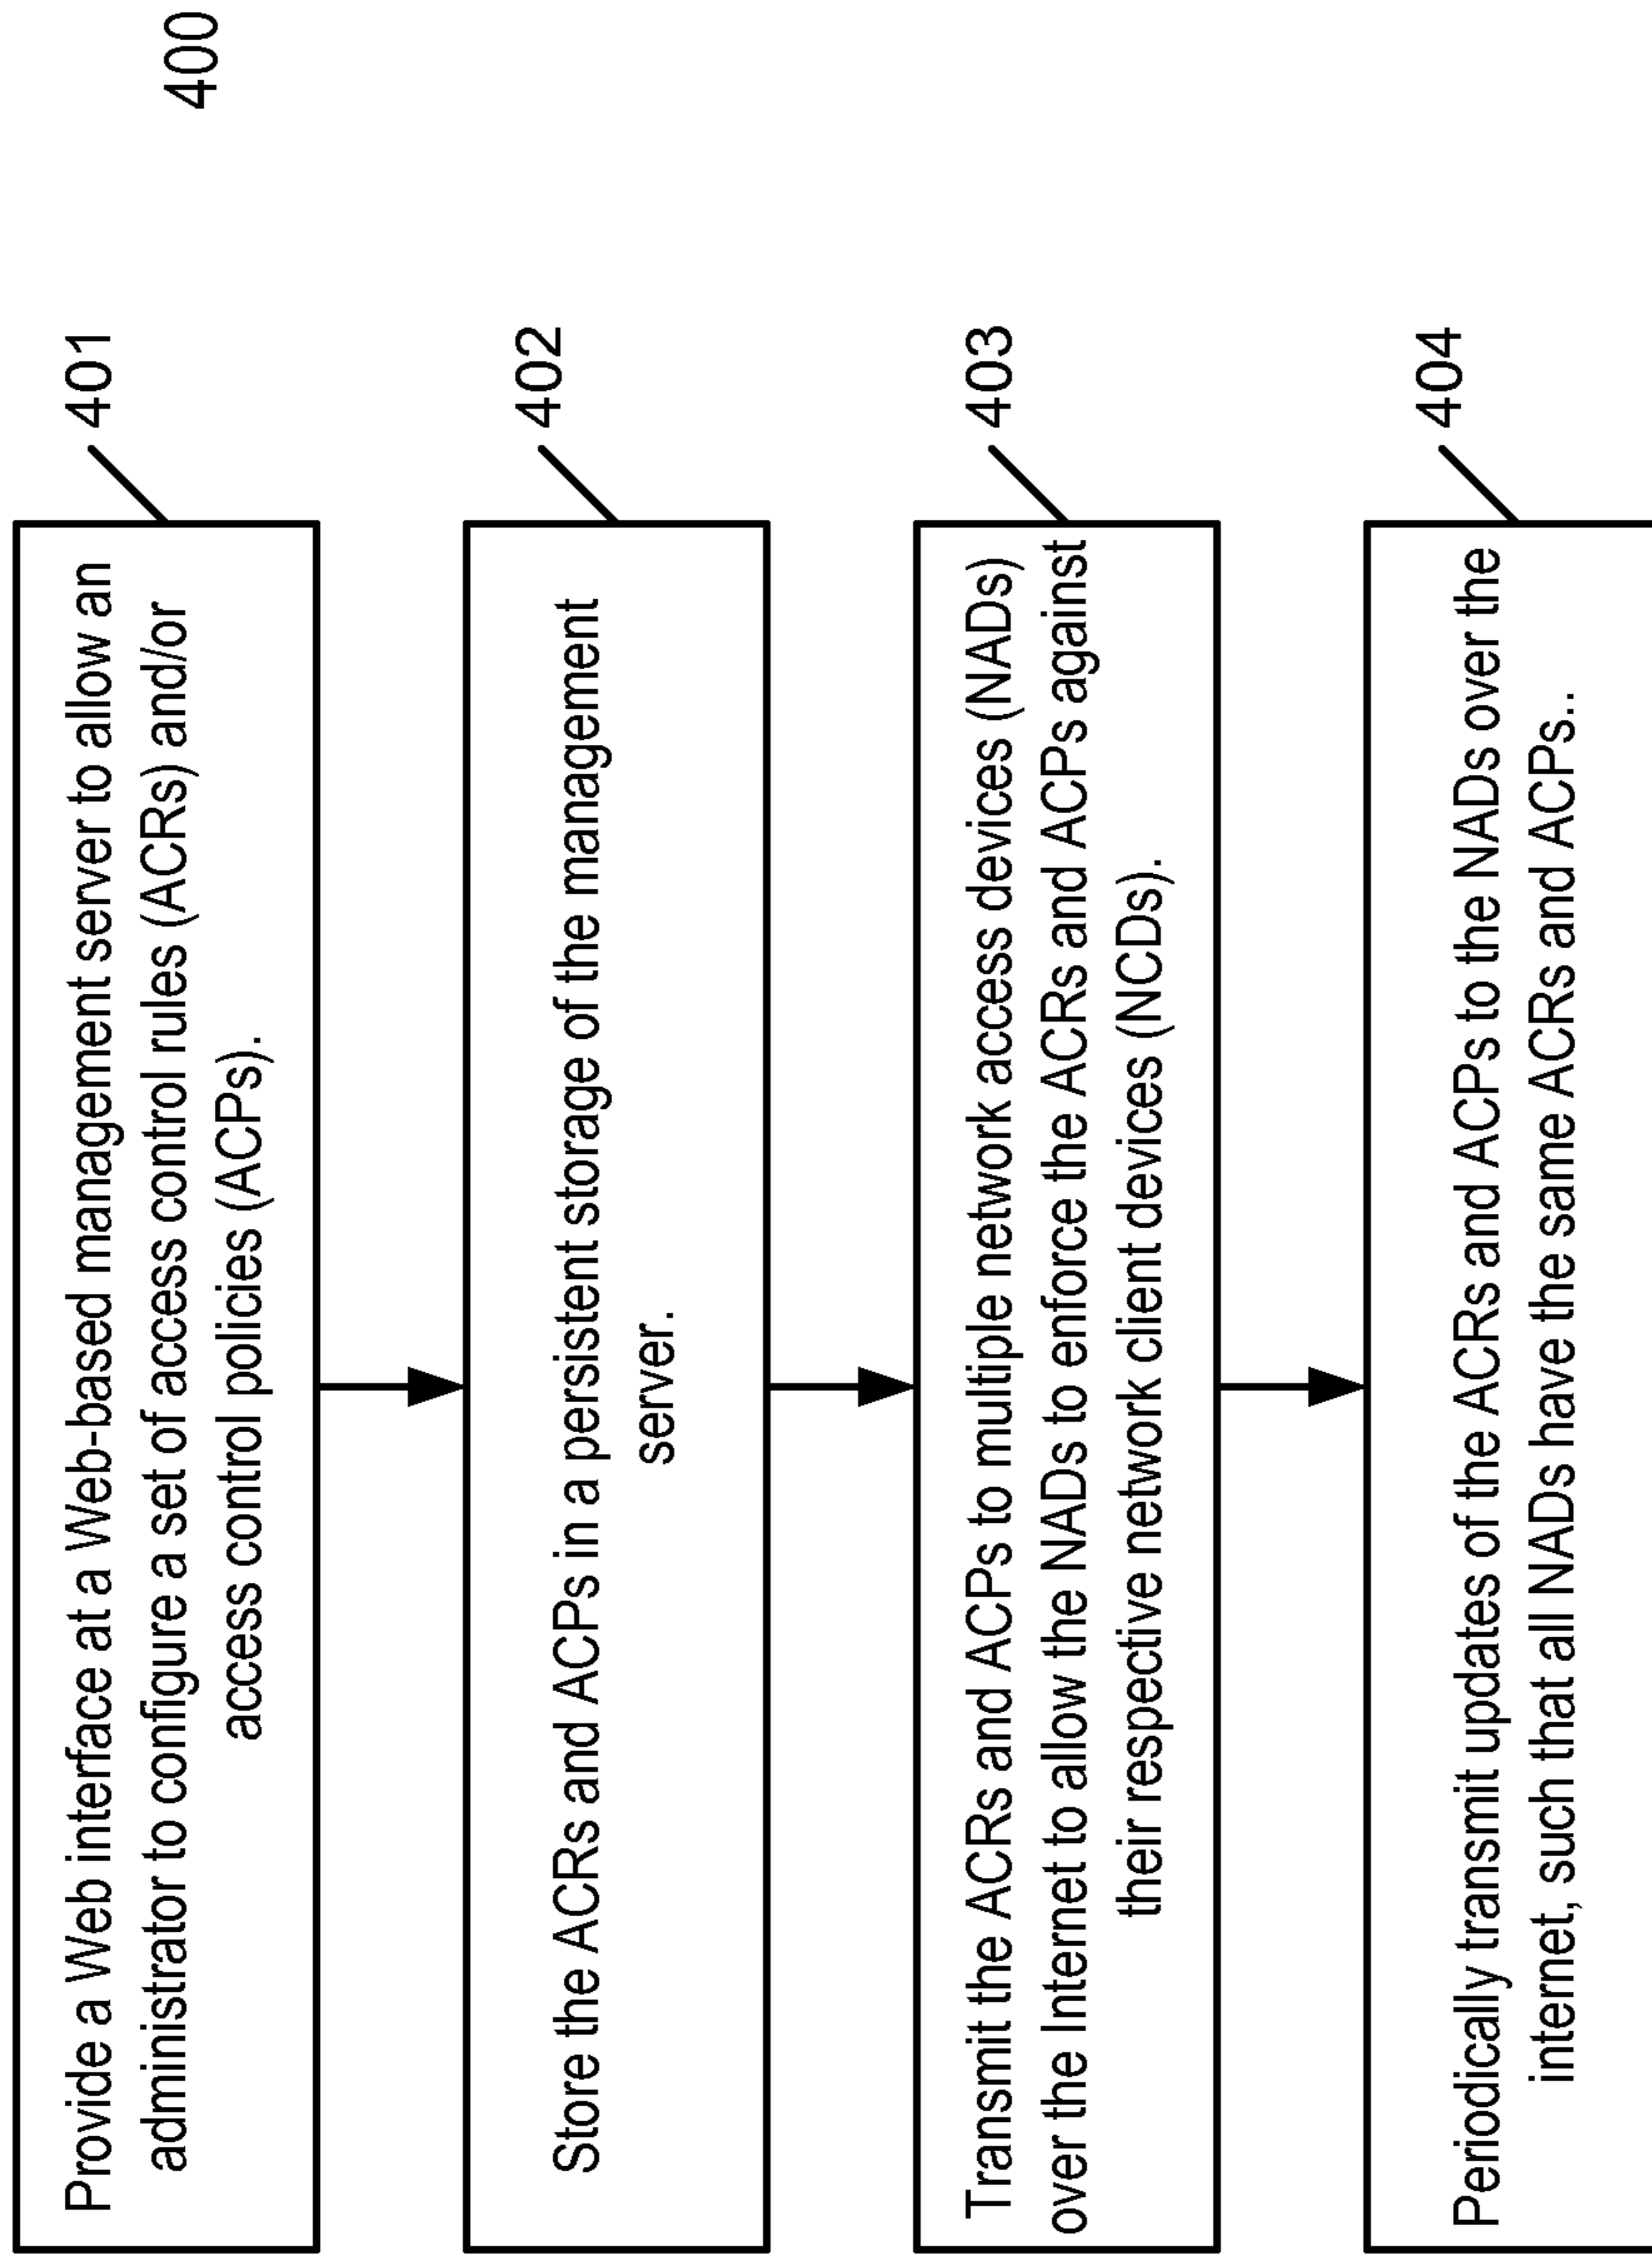 400
401
Provide a Web interface at a Web-based management server to allow an
administrator to configure a set of access control rules (ACRs) and/or
access control policies (ACPs).
402
Store the ACRs and ACPs in a persistent storage of the management
server.
403
Transmit the ACRs and ACPs to multiple network access devices (NADs)
over the Internet to allow the NADs to enforce the ACRs and ACPs against
their respective network client devices (NCDs).
404
Periodically transmit updates of the ACRs and ACPs to the NADs over the
internet, such that all NADs have the same ACRs and ACPs..